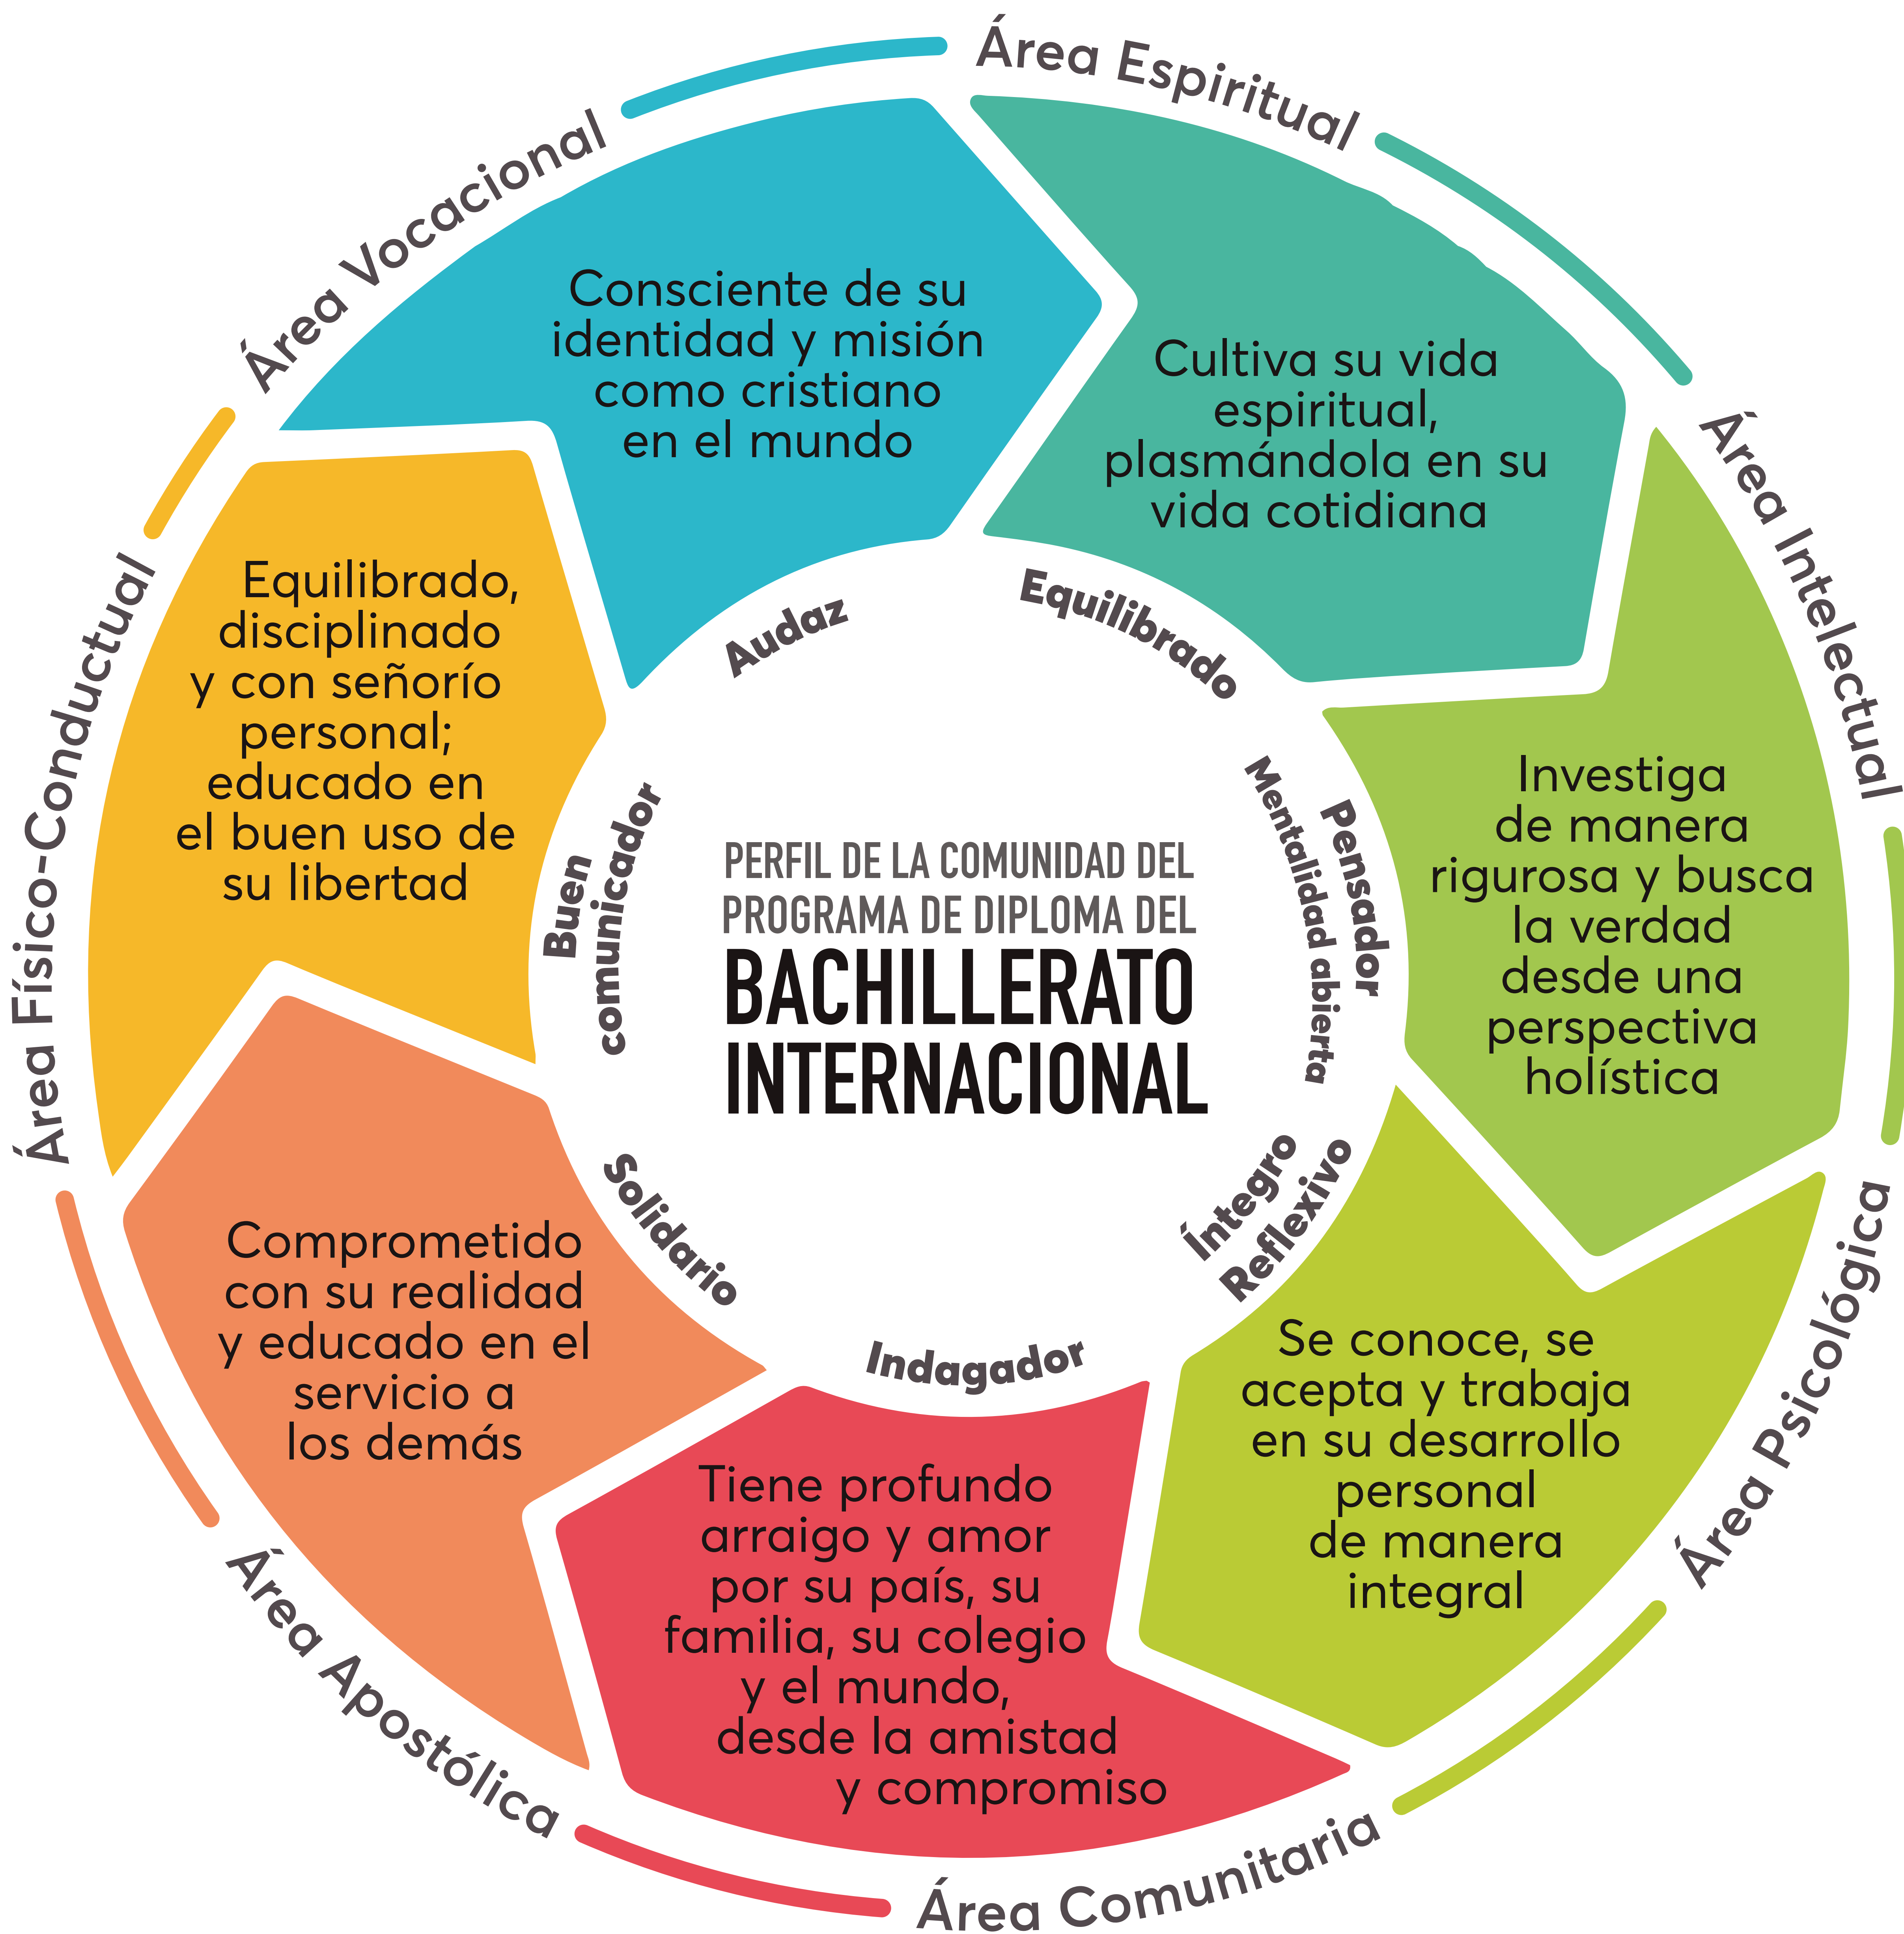 Área Espiritual
Cultiva su vida
espiritual,
plasmándola en su
vida cotidiana
Equilibrado
Área Intelectual
Investiga
de manera
rigurosa y busca
la verdad
desde una
perspectiva
holística
Pensador
Mentalidad abierta
Área Psicológica
Se conoce, se
acepta y trabaja
en su desarrollo
personal
de manera
integral
Íntegro
Reflexivo
Área Comunitaria
Tiene profundo
arraigo y amor
por su país, su
familia, su colegio
y el mundo,
desde la amistad
y compromiso
Indagador
Área Apostólica
Comprometido
con su realidad
y educado en el
servicio a
los demás
Solidario
Área Físico-Conductual
Equilibrado,
disciplinado
y con señorío
personal;
educado en
el buen uso de
su libertad
Buen
comunicador
Área Vocacional
Consciente de su
identidad y misión
como cristiano
en el mundo
Audaz
PERFIL DE LA COMUNIDAD DEL
PROGRAMA DE DIPLOMA DEL
BACHILLERATO
INTERNACIONAL